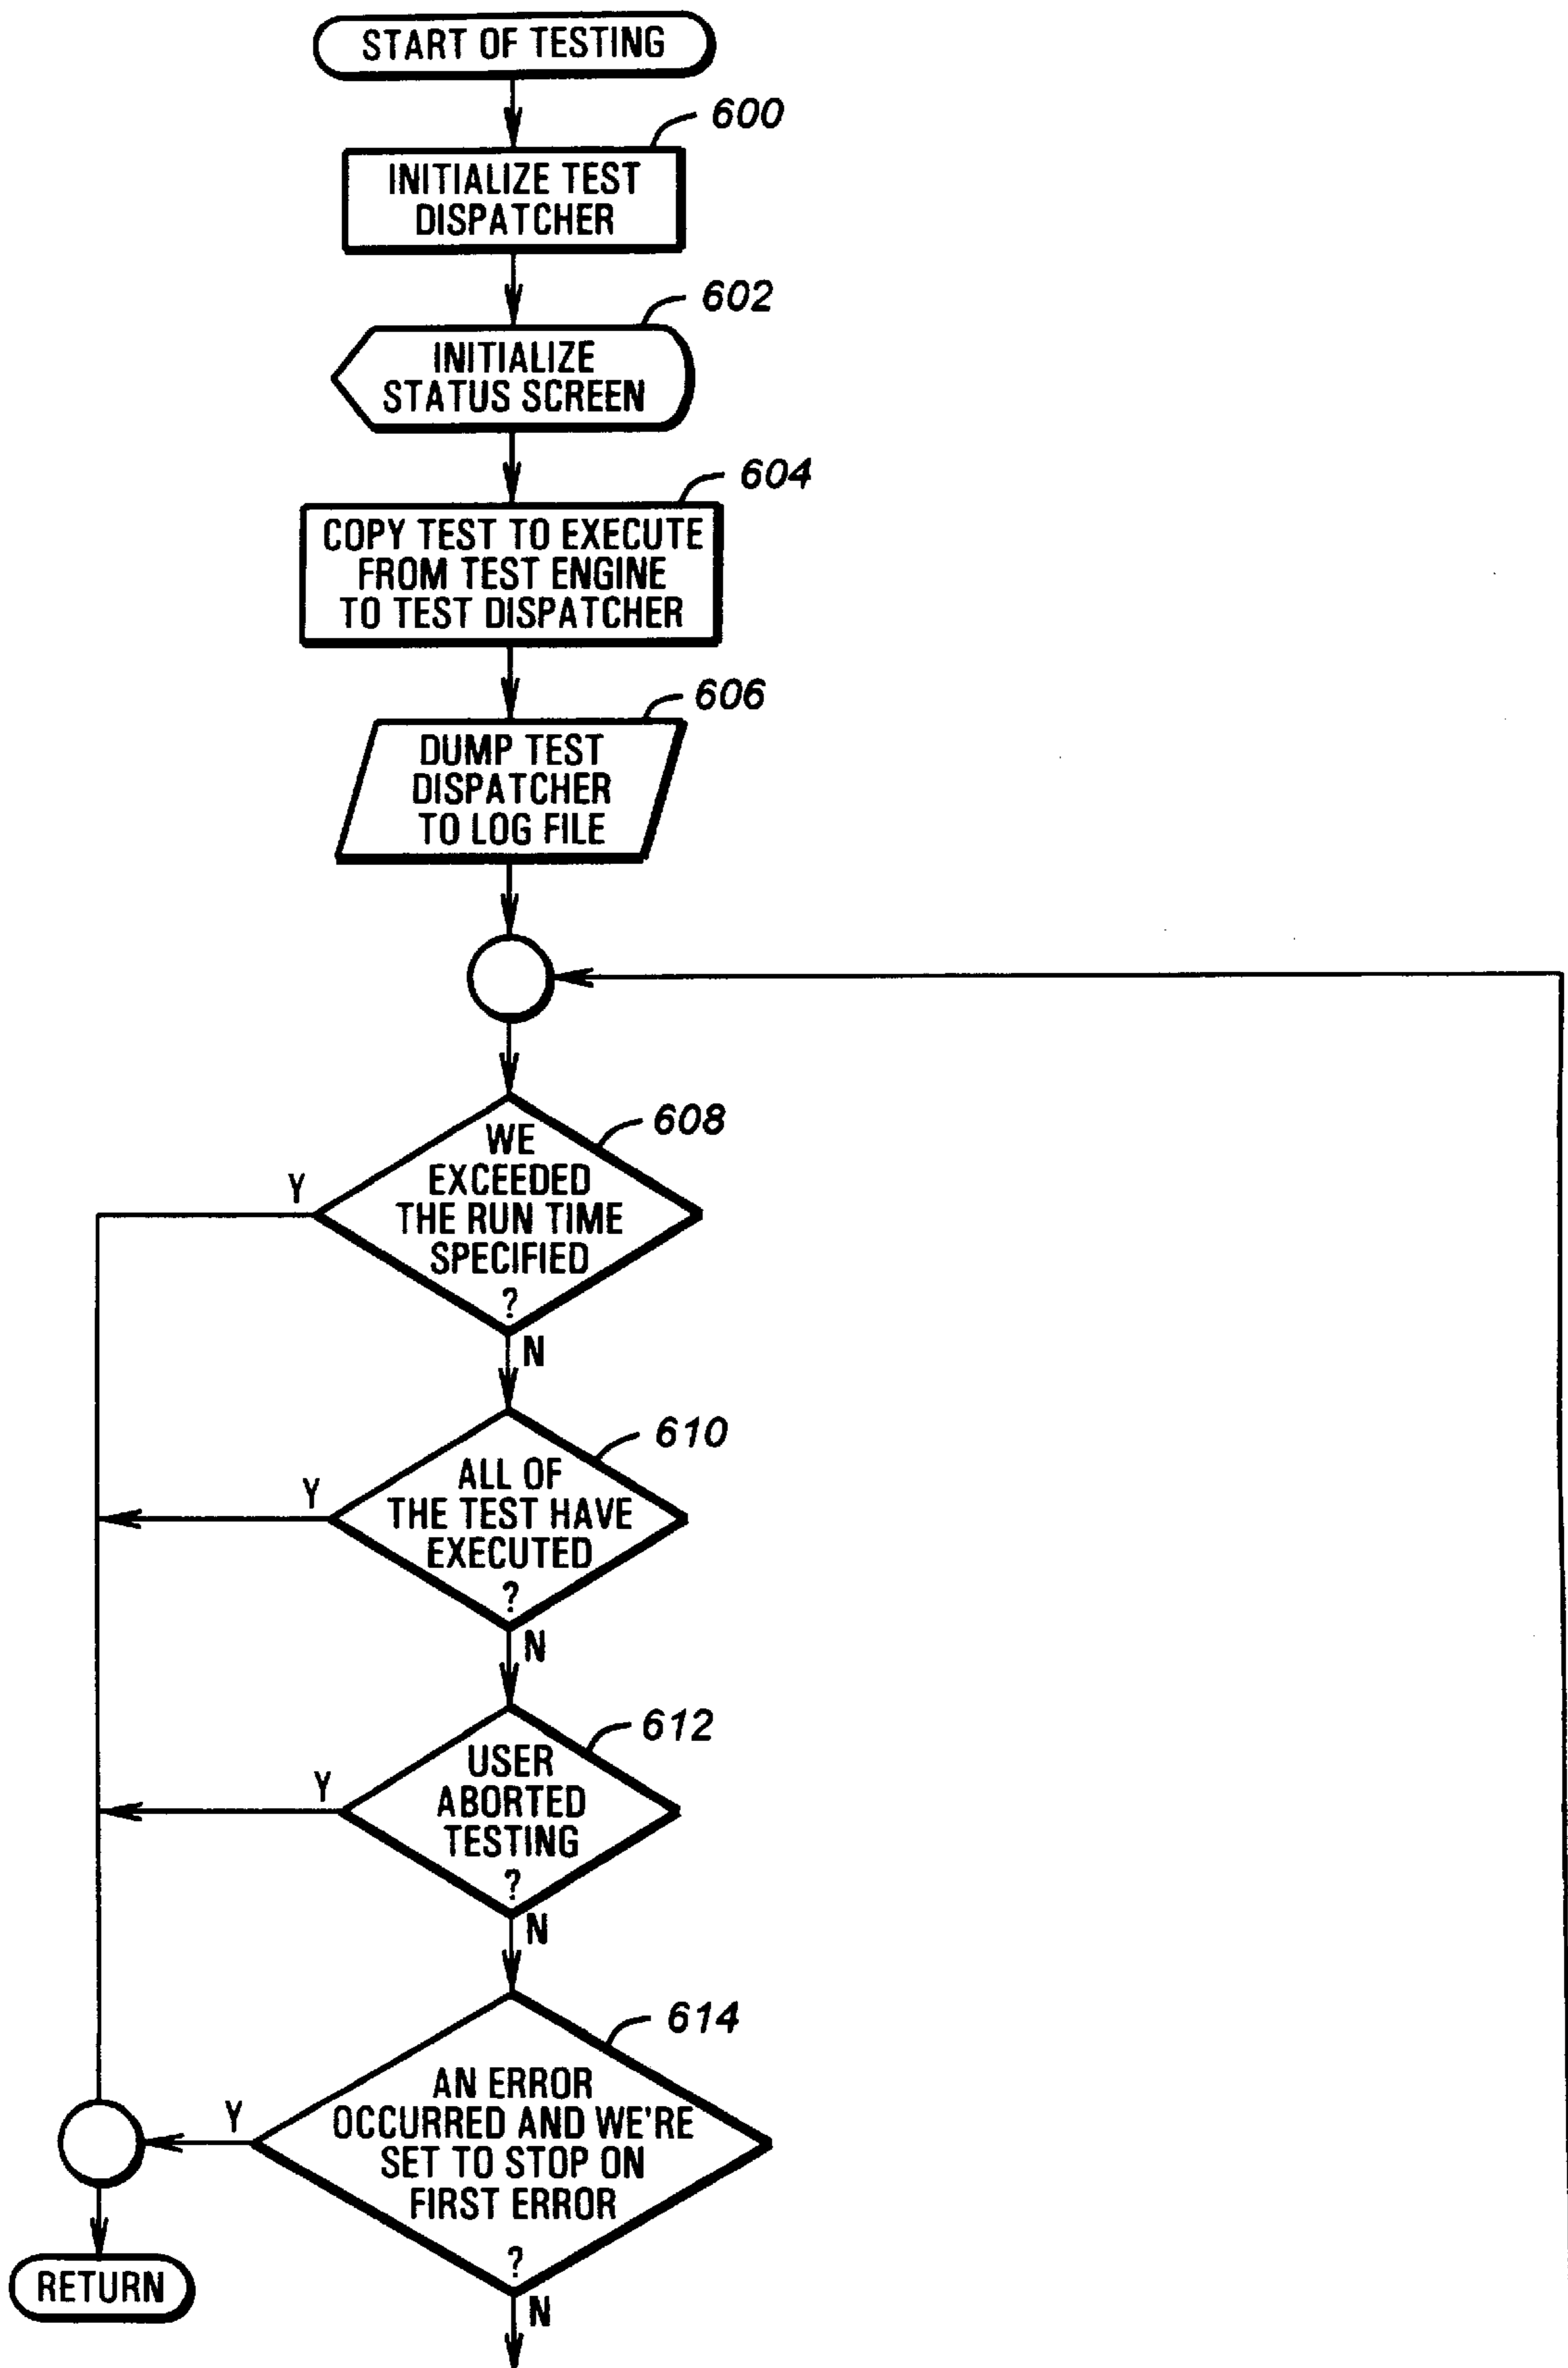 START OF TESTING
600
INITIALIZE TEST
DISPATCHER
602
INITIALIZE
STATUS SCREEN
604
COPY TEST TO EXECUTE
FROM TEST ENGINE
TO TEST DISPATCHER
606
DUMP TEST
DISPATCHER
TO LOG FILE
608
WE
EXCEEDED
THE RUN TIME
SPECIFIED
?
Y
N
610
ALL OF
THE TEST HAVE
EXECUTED
?
Y
N
612
USER
ABORTED
TESTING
?
Y
N
614
AN ERROR
OCCURRED AND WE'RE
SET TO STOP ON
FIRST ERROR
?
Y
N
RETURN